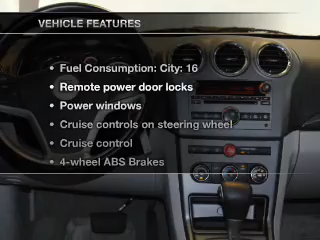 VEHICLE FEATURES
• Fuel Consumption: City: 16
• Remote power door locks
• Power windows
• Cruise controls on steering wheel
• Cruise control
• 4-wheel ABS Brakes